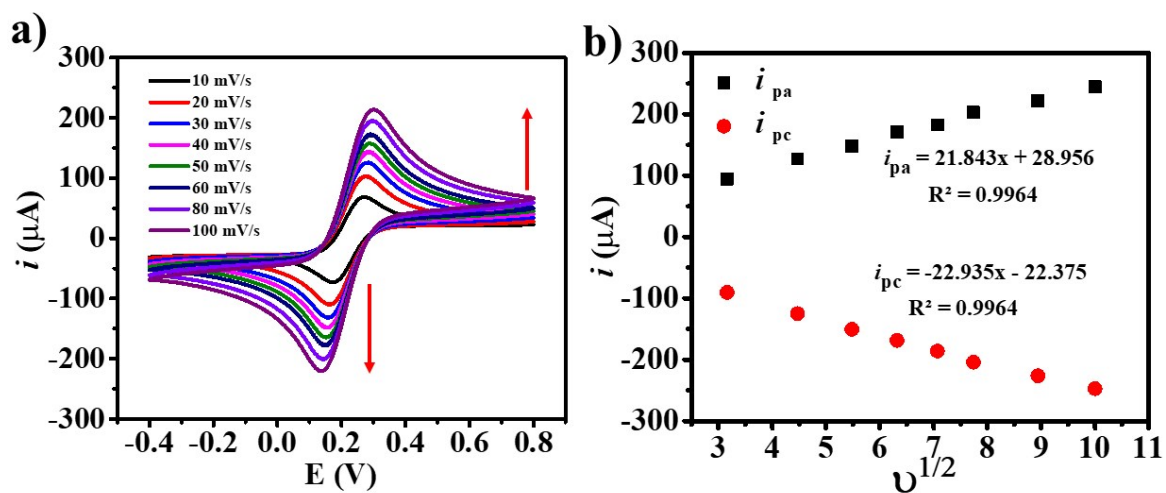 a)
300
200
100
0
-100
-200
-300
i (μA)
10 mV/s
20 mV/s
30 mV/s
40 mV/s
50 mV/s
60 mV/s
80 mV/s
100 mV/s
-0.4 -0.2 0.0 0.2 0.4 0.6 0.8
E (V)
b)
300
200
100
0
-100
-200
-300
i (μA)
i pa
i pc
i pa = 21.843x + 28.956
R² = 0.9964
i pc = -22.935x - 22.375
R² = 0.9964
3 4 5 6 7 8 9 10 11
υ1/2